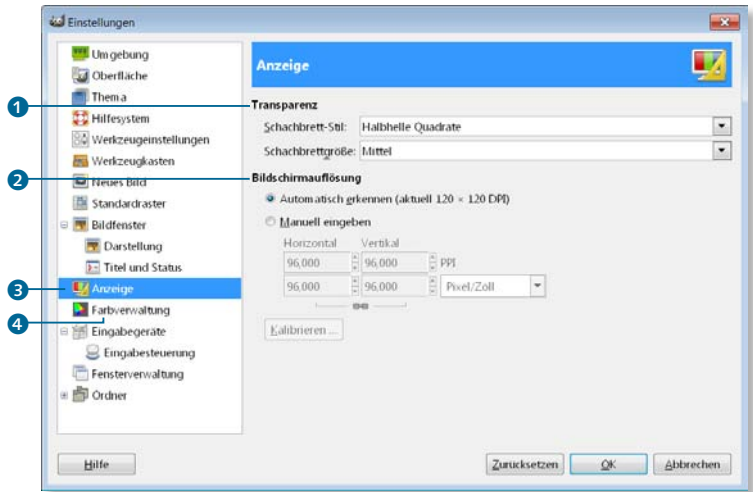 Einstellungen
Umgebung
Oberfläche
Thema
Hilfesystem
Werkzeugeinstellungen
Werkzeugkasten
Neues Bild
Standardraster
Bildfenster
Darstellung
Titel und Status
Anzeige
Farbverwaltung
Eingabegeräte
Eingabesteuerung
Fensterverwaltung
Ordner
1
2
3
4
Anzeige
Transparenz
Schachbrett-Stil: Halbhelle Quadrate
Schachbrettgröße: Mittel
Bildschirmauflösung
Automatisch erkennen (aktuell 120 × 120 DPI)
Manuell eingeben
Horizontal Vertikal
96,000 96,000 PPI
96,000 96,000 Pixel/Zoll
Kalibrieren ...
Hilfe Zurücksetzen OK Abbrechen